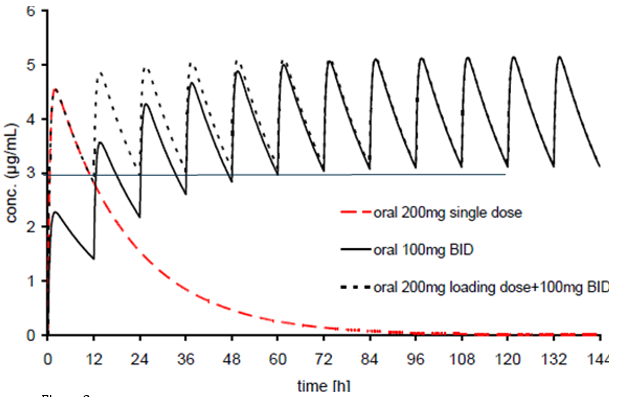 6
5
4
3
2
1
0
conc. (µg/mL)
oral 200mg single dose
oral 100mg BID
oral 200mg loading dose+100mg BID
0 12 24 36 48 60 72 84 96 108 120 132 144
time [h]